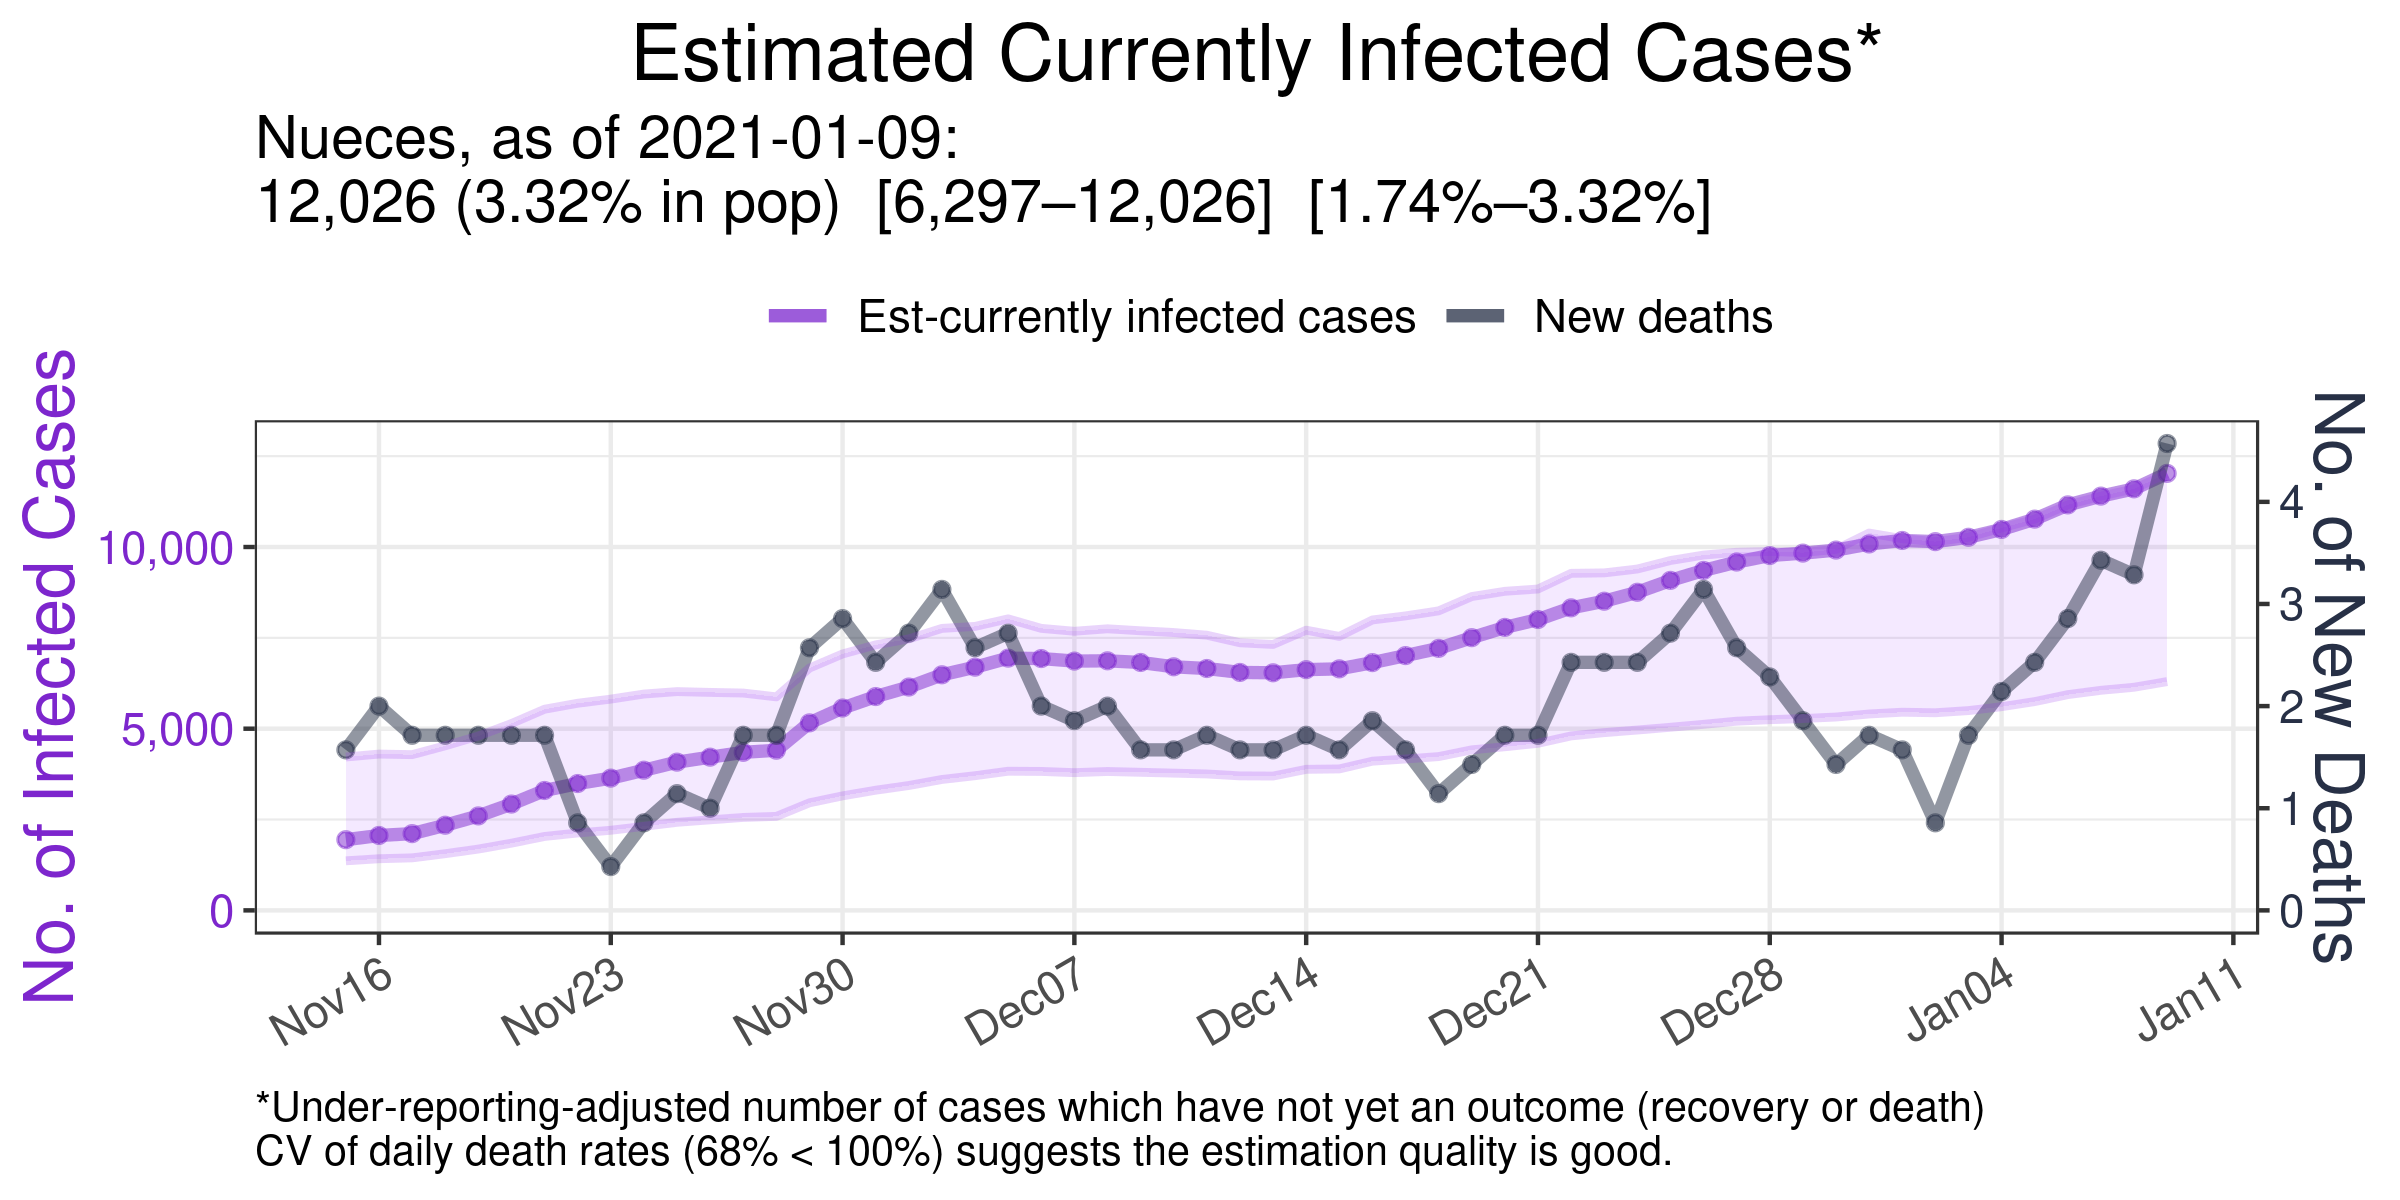 Estimated Currently Infected Cases*
Nueces, as of 2021-01-09:
12,026 (3.32% in pop)  [6,297–12,026]  [1.74%–3.32%]
Est-currently infected cases
New deaths
No. of Infected Cases
10,000
5,000
0
No. of New Deaths
4
3
2
1
0
Nov16
Nov23
Nov30
Dec07
Dec14
Dec21
Dec28
Jan04
Jan11
*Under-reporting-adjusted number of cases which have not yet an outcome (recovery or death)
CV of daily death rates (68% < 100%) suggests the estimation quality is good.